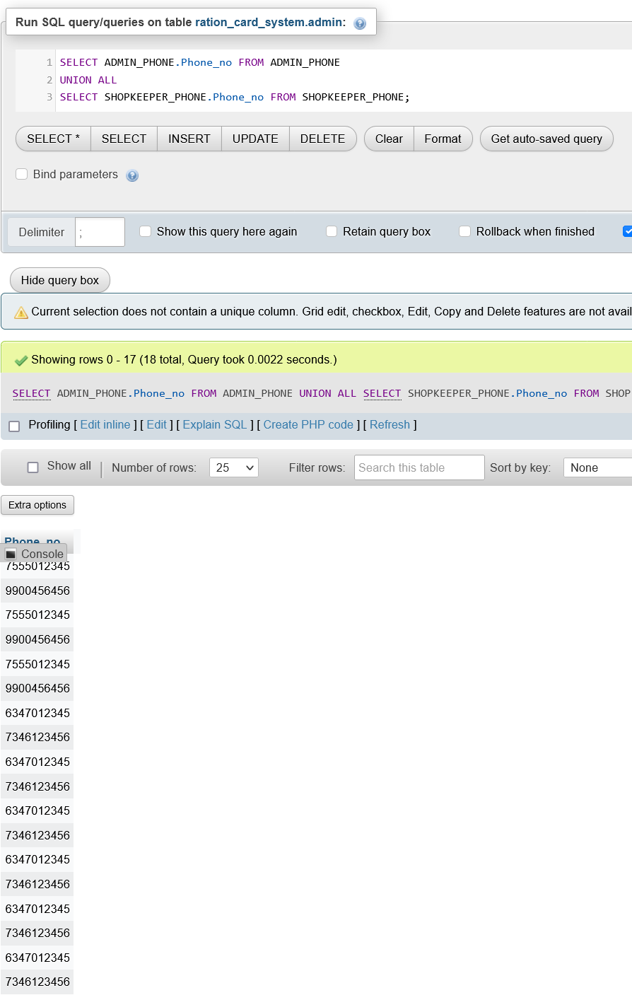 Run SQL query/queries on table ration_card_system.admin:
1 SELECT ADMIN_PHONE.Phone_no FROM ADMIN_PHONE
2 UNION ALL
3 SELECT SHOPKEEPER_PHONE.Phone_no FROM SHOPKEEPER_PHONE;
SELECT * SELECT INSERT UPDATE DELETE Clear Format Get auto-saved query
Bind parameters
Delimiter ; Show this query here again Retain query box Rollback when finished
Hide query box
Current selection does not contain a unique column. Grid edit, checkbox, Edit, Copy and Delete features are not avail
Showing rows 0 - 17 (18 total, Query took 0.0022 seconds.)
SELECT ADMIN_PHONE.Phone_no FROM ADMIN_PHONE UNION ALL SELECT SHOPKEEPER_PHONE.Phone_no FROM SHOP
Profiling [ Edit inline ] [ Edit ] [ Explain SQL ] [ Create PHP code ] [ Refresh ]
Show all Number of rows: 25 Filter rows: Search this table Sort by key: None
Extra options
Phone_no
Console
7555012345
9900456456
7555012345
9900456456
7555012345
9900456456
6347012345
7346123456
6347012345
7346123456
6347012345
7346123456
6347012345
7346123456
6347012345
7346123456
6347012345
7346123456